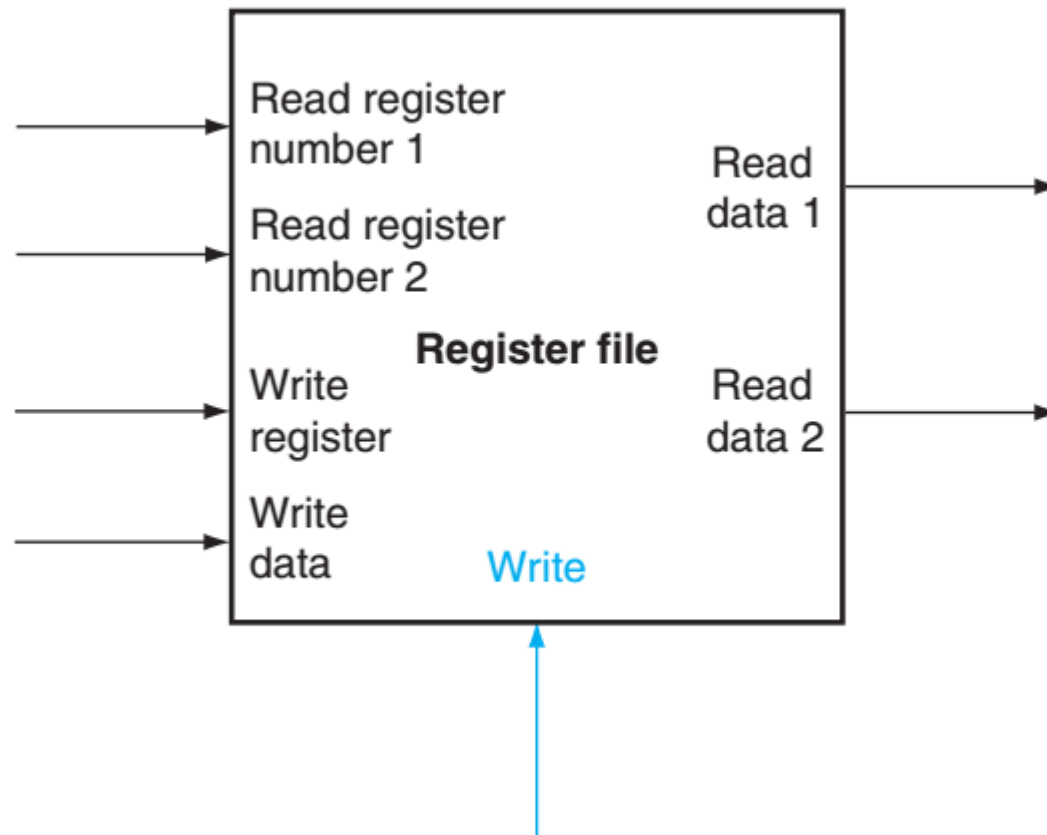 Read register
number 1
Read
data 1
Read register
number 2
Register file
Write
register
Read
data 2
Write
data
Write